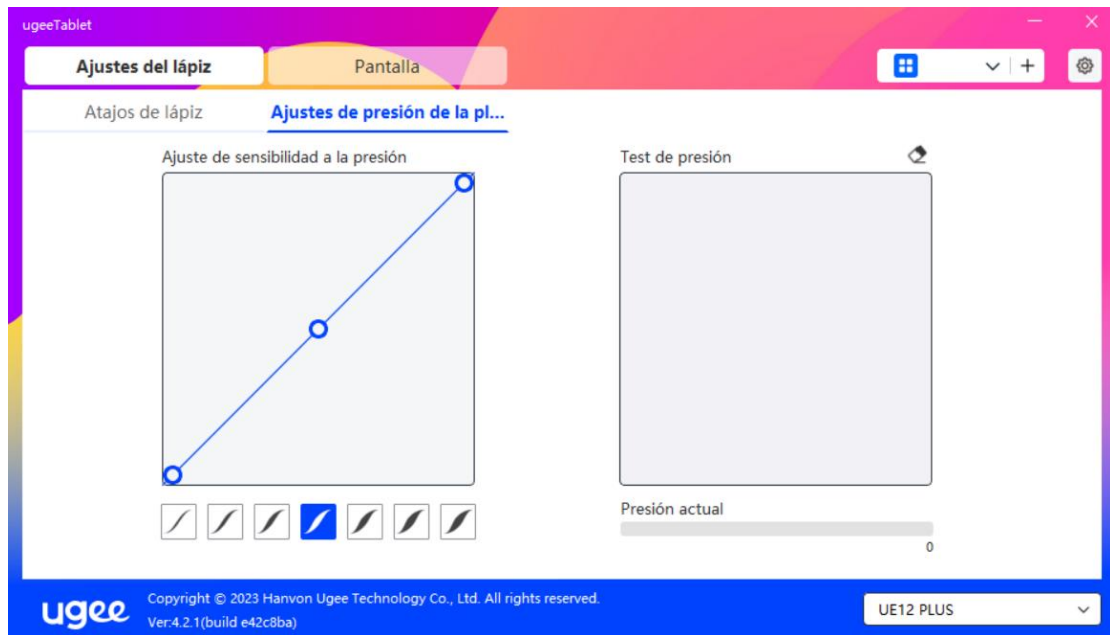 ugeeTablet
Ajustes del lápiz
Pantalla
Atajos de lápiz
Ajustes de presión de la pl...
Ajuste de sensibilidad a la presión
Test de presión
Presión actual
0
ugee
Copyright © 2023 Hanvon Ugee Technology Co., Ltd. All rights reserved.
Ver:4.2.1(build e42c8ba)
UE12 PLUS